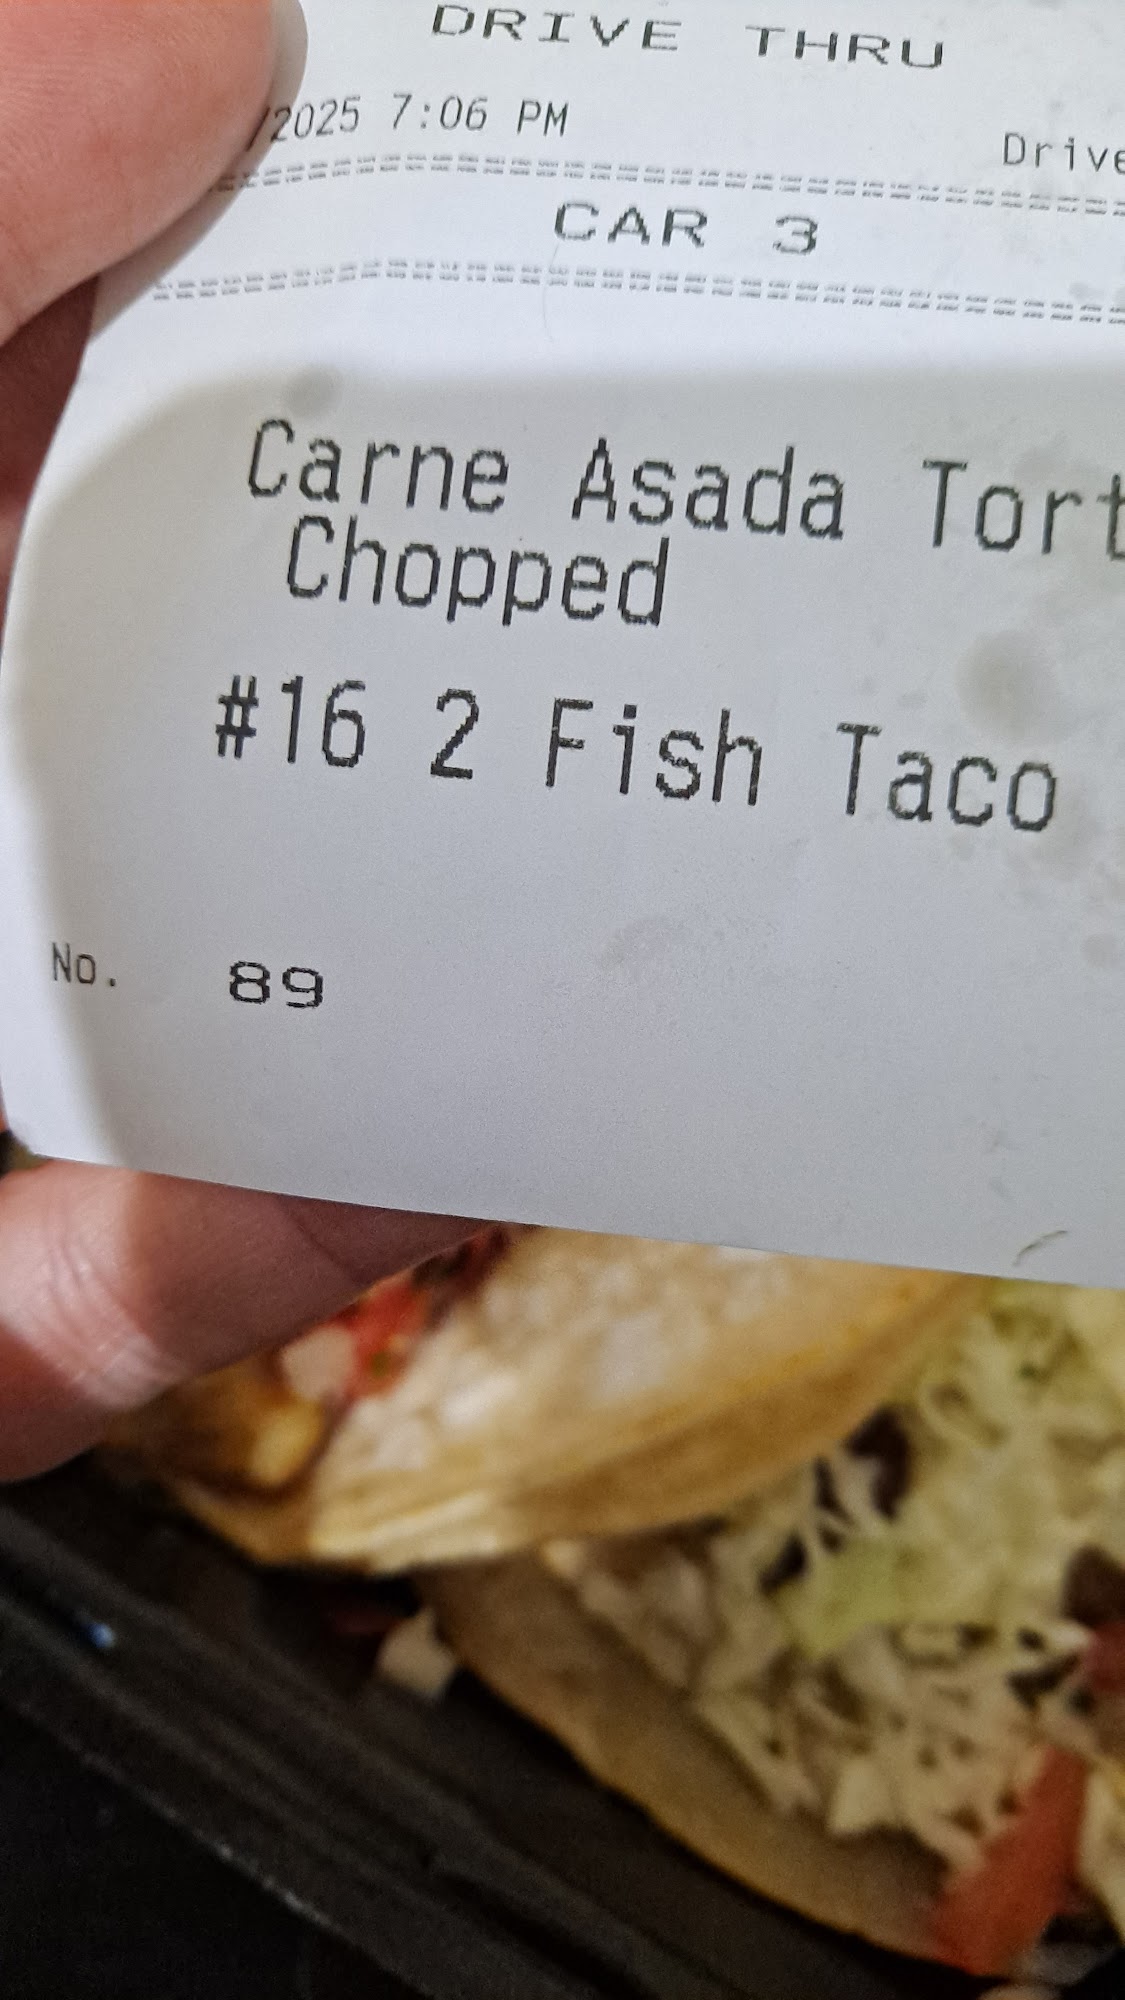 DRIVE THRU
/2025 7:06 PM Drive
CAR 3
Carne Asada Tort
Chopped
#16 2 Fish Taco
No. 89